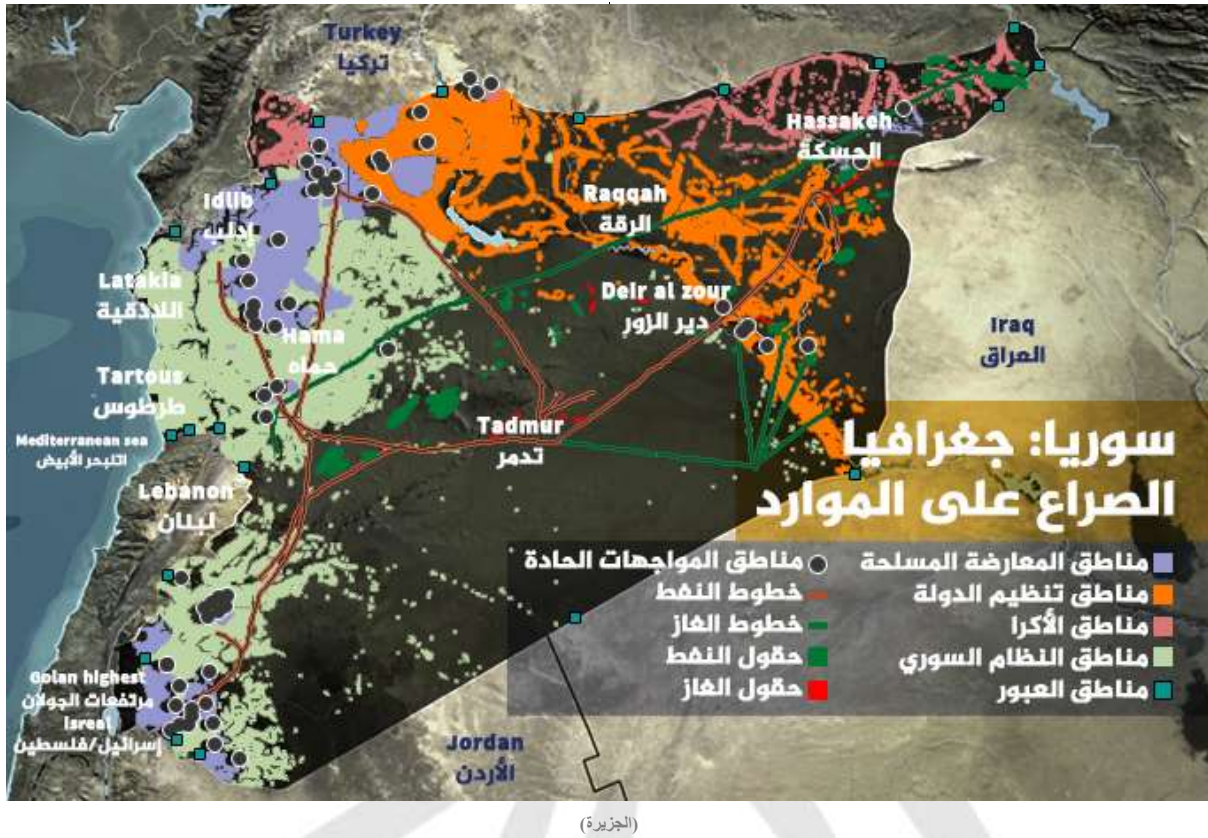 Turkey
تركيا
Hassakeh
الحسكة
Raqqah
الرقة
Idlib
إدلب
Latakia
اللاذقية
Deir al zour
دير الزور
Hama
حماه
Iraq
العراق
Tartous
طرطوس
Tadmur
تدمر
Mediterranean sea
التبحر الأبيض
Lebanon
لبنان
سوريا: جغرافيا
الصراع على الموارد
مناطق المعارضة المسلحة
مناطق تنظيم الدولة
مناطق الأكرا
مناطق النظام السوري
مناطق العبور
مناطق المواجهات الحادة
خطوط النفط
خطوط الغاز
حقول النفط
حقول الغاز
Golan highest
مرتفعات الجولان
Isreal
إسرائيل/فلسطين
Jordan
الأردن
(الجزيرة)